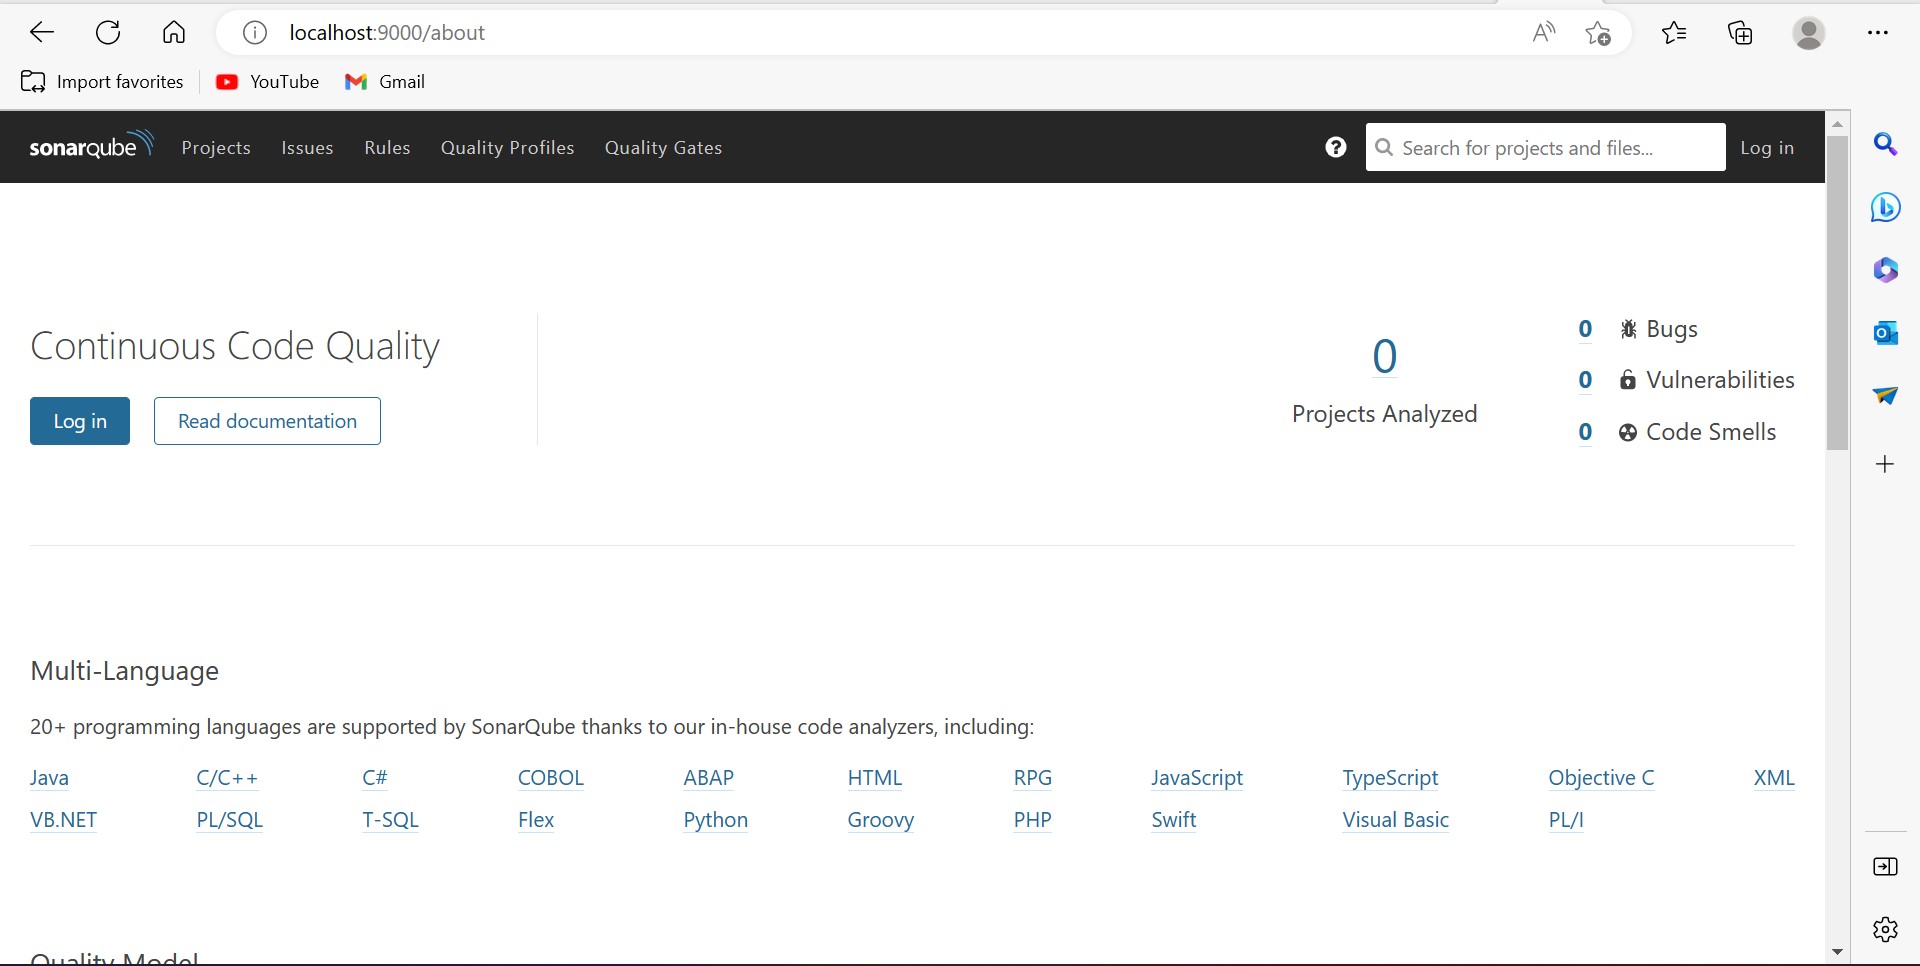 localhost:9000/about
Import favorites YouTube Gmail
sonarqube Projects Issues Rules Quality Profiles Quality Gates ? Search for projects and files... Log in
Continuous Code Quality
Log in Read documentation
0
Projects Analyzed
0 Bugs
0 Vulnerabilities
0 Code Smells
Multi-Language
20+ programming languages are supported by SonarQube thanks to our in-house code analyzers, including:
Java C/C++ C# COBOL ABAP HTML RPG JavaScript TypeScript Objective C XML
VB.NET PL/SQL T-SQL Flex Python Groovy PHP Swift Visual Basic PL/I
Quality Model